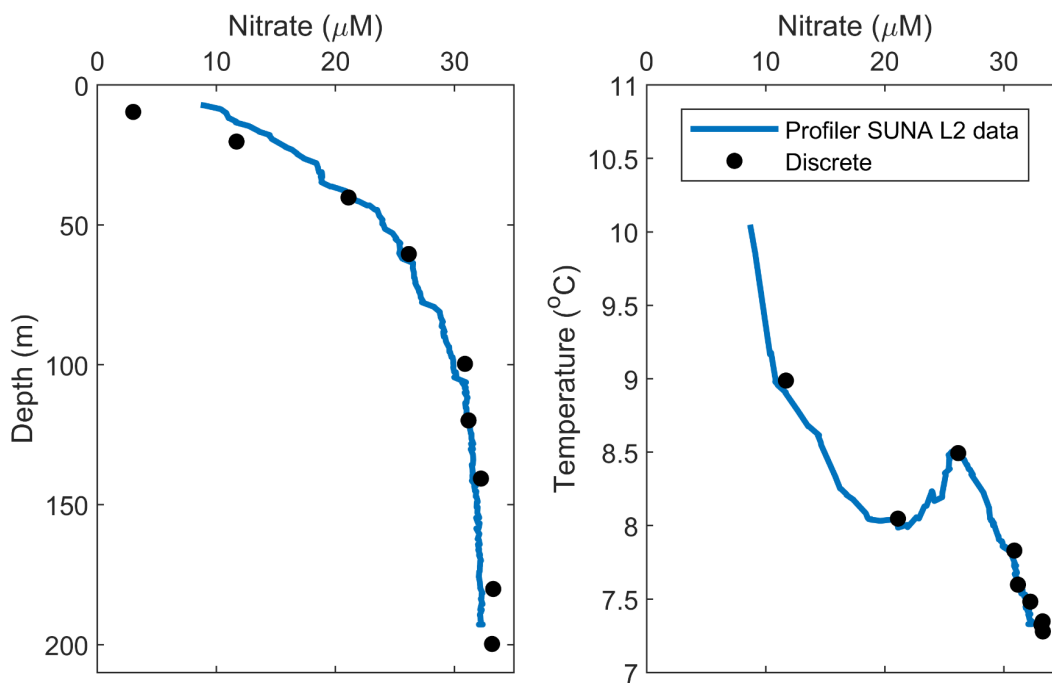 Nitrate (μM)
0 10 20 30
0
50
100
150
200
Depth (m)
Nitrate (μM)
0 10 20 30
11
10.5
10
9.5
9
8.5
8
7.5
7
Temperature (°C)
Profiler SUNA L2 data
Discrete